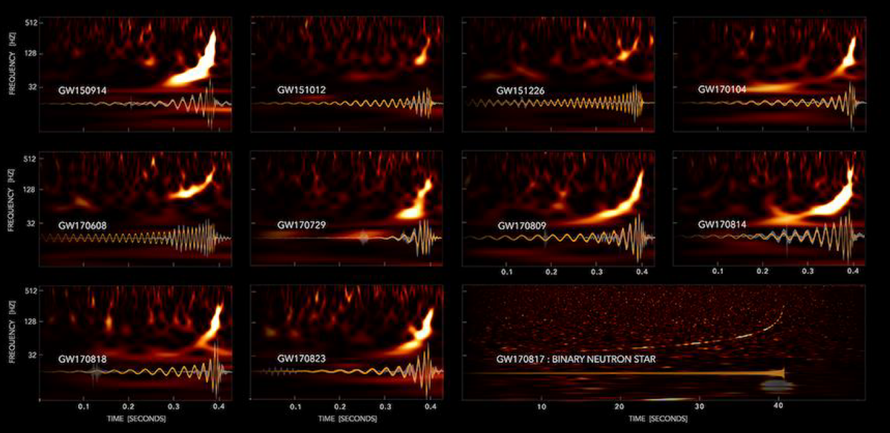 FREQUENCY [HZ]
512
128
32
GW150914
GW151012
GW151226
GW170104
FREQUENCY [HZ]
512
128
32
GW170608
GW170729
GW170809
GW170814
0.1 0.2 0.3 0.4
0.1 0.2 0.3 0.4
FREQUENCY [HZ]
512
128
32
GW170818
GW170823
GW170817 : BINARY NEUTRON STAR
0.1 0.2 0.3 0.4
0.1 0.2 0.3 0.4
10 20 30 40
TIME [SECONDS]
TIME [SECONDS]
TIME [SECONDS]